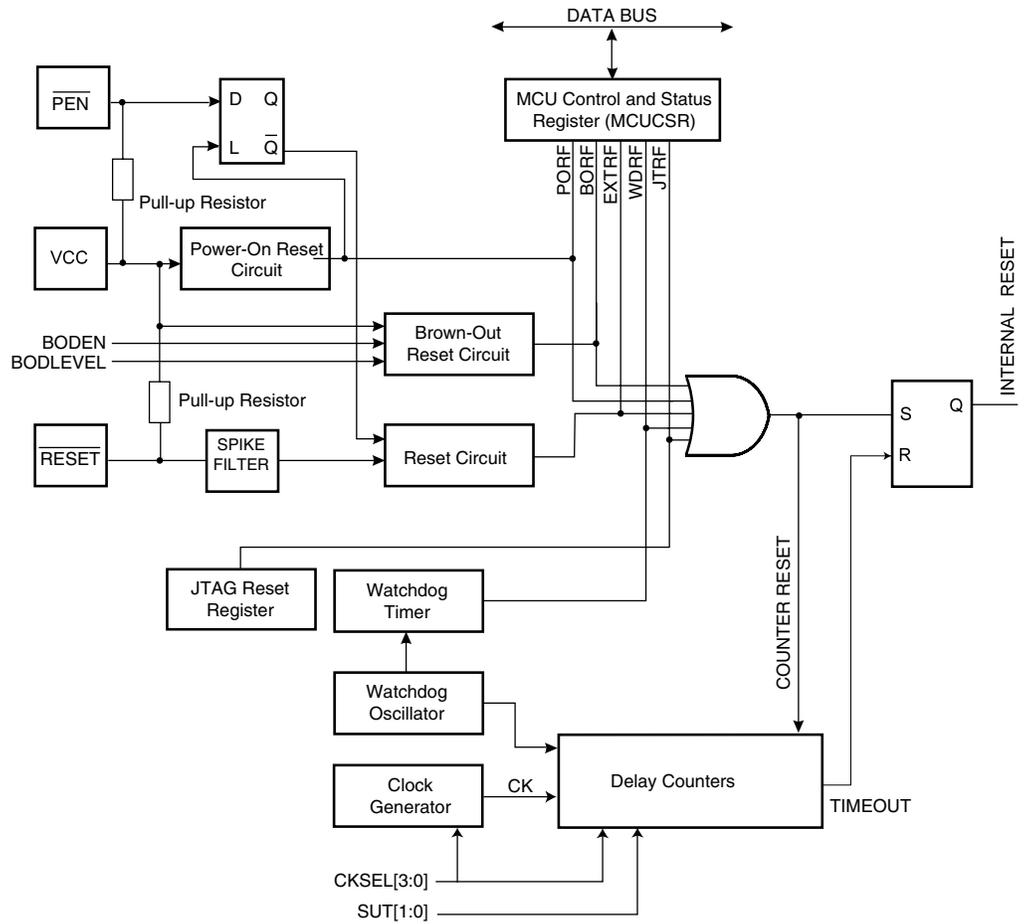 DATA BUS
PEN
D Q
L Q
MCU Control and Status
Register (MCUCSR)
PORF
BORF
EXTRF
WDRF
JTRF
Pull-up Resistor
VCC
Power-On Reset
Circuit
BODEN
BODLEVEL
Brown-Out
Reset Circuit
Pull-up Resistor
RESET
SPIKE
FILTER
Reset Circuit
INTERNAL RESET
S Q
R
JTAG Reset
Register
Watchdog
Timer
COUNTER RESET
Watchdog
Oscillator
Clock
Generator
CK
Delay Counters
TIMEOUT
CKSEL[3:0]
SUT[1:0]